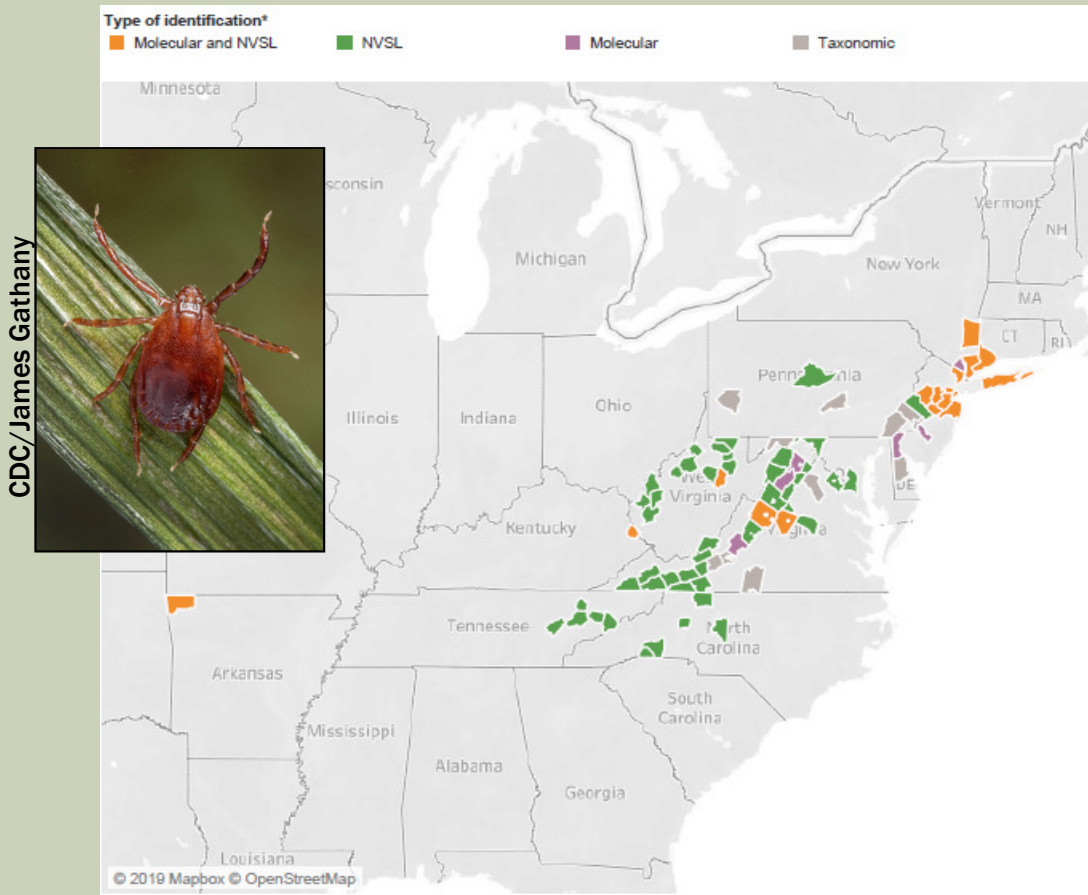 Type of identification*
Molecular and NVSL
NVSL
Molecular
Taxonomic
Minnesota
sconsin
Michigan
Vermont
NH
New York
MA
CT
RI
Illinois
Indiana
Ohio
West
Virginia
DE
Kentucky
Tennessee
North
Carolina
Arkansas
South
Carolina
Mississippi
Alabama
Georgia
Louisiana
© 2019 Mapbox © OpenStreetMap
CDC/James Gathany